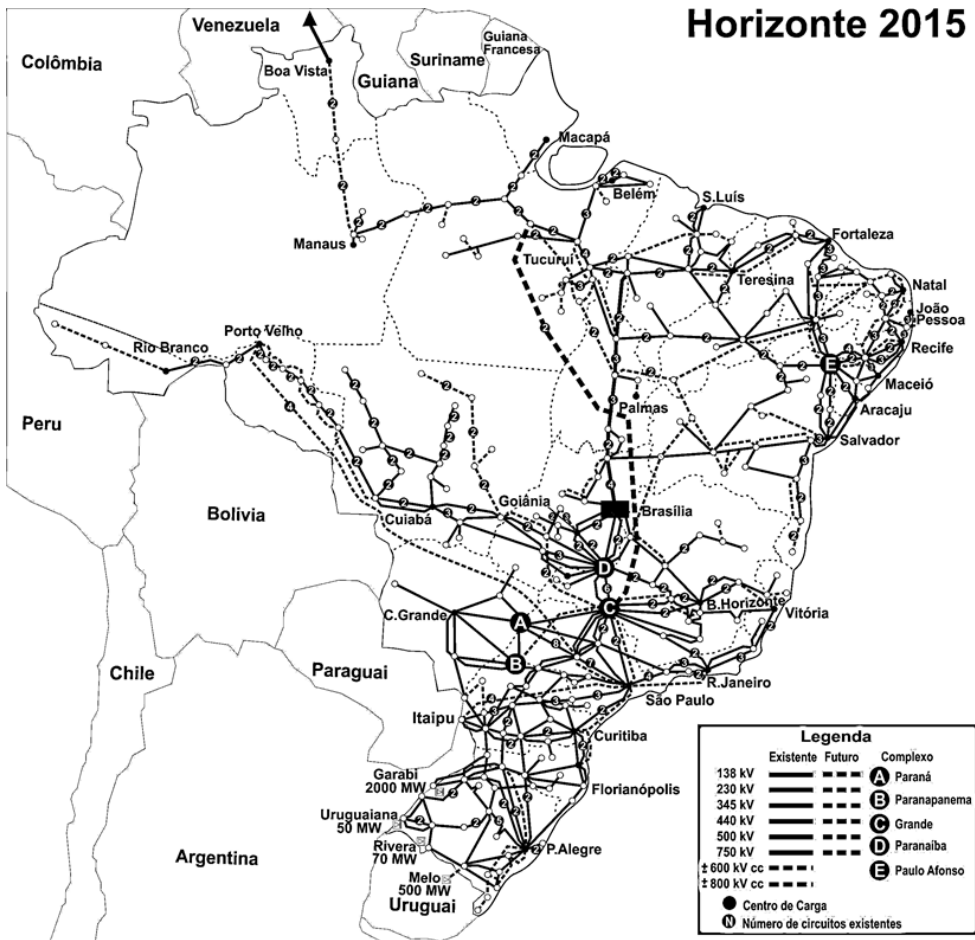 Horizonte 2015
Venezuela
Colômbia
Boa Vista
Guiana
Suriname
Guiana
Francesa
Macapá
Belém
S.Luís
Manaus
Tucuruí
Fortaleza
Teresina
Natal
João
Pessoa
Recife
Maceió
Aracaju
Salvador
Porto Velho
Rio Branco
Palmas
Peru
Bolívia
Cuiabá
Goiânia
Brasília
E
D
C
A
B
C.Grande
B.Horizonte
Vitória
R.Janeiro
São Paulo
Chile
Paraguai
Itaipu
Curitiba
Florianópolis
Garabi
2000 MW
Uruguaiana
50 MW
Rivera
70 MW
Melo
500 MW
P.Alegre
Argentina
Uruguai
Legenda
Existente Futuro Complexo
138 kV
230 kV
345 kV
440 kV
500 kV
750 kV
± 600 kV cc
± 800 kV cc
A Paraná
B Paranapanema
C Grande
D Paranaíba
E Paulo Afonso
Centro de Carga
N Número de circuitos existentes